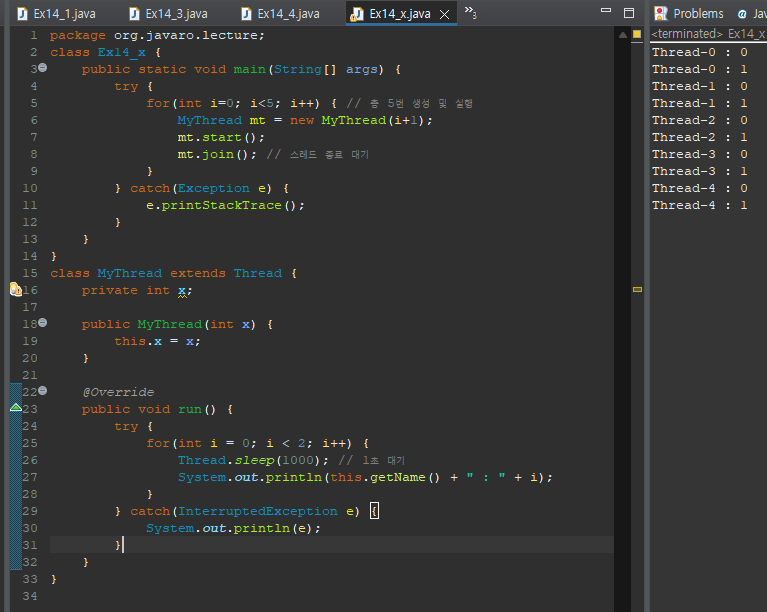 Ex14_1.java Ex14_3.java Ex14_4.java Ex14_x.java »3
1 package org.javaro.lecture;
2 class Ex14_x {
3 public static void main(String[] args) {
4 try {
5 for(int i=0; i<5; i++) { // 총 5번 생성 및 실행
6 MyThread mt = new MyThread(i+1);
7 mt.start();
8 mt.join(); // 스레드 종료 대기
9 }
10 } catch(Exception e) {
11 e.printStackTrace();
12 }
13 }
14 }
15 class MyThread extends Thread {
16 private int x;
17
18 public MyThread(int x) {
19 this.x = x;
20 }
21
22 @Override
23 public void run() {
24 try {
25 for(int i = 0; i < 2; i++) {
26 Thread.sleep(1000); // 1초 대기
27 System.out.println(this.getName() + " : " + i);
28 }
29 } catch(InterruptedException e) {
30 System.out.println(e);
31 }
32 }
33 }
34
Problems @ Jav
<terminated> Ex14_x
Thread-0 : 0
Thread-0 : 1
Thread-1 : 0
Thread-1 : 1
Thread-2 : 0
Thread-2 : 1
Thread-3 : 0
Thread-3 : 1
Thread-4 : 0
Thread-4 : 1